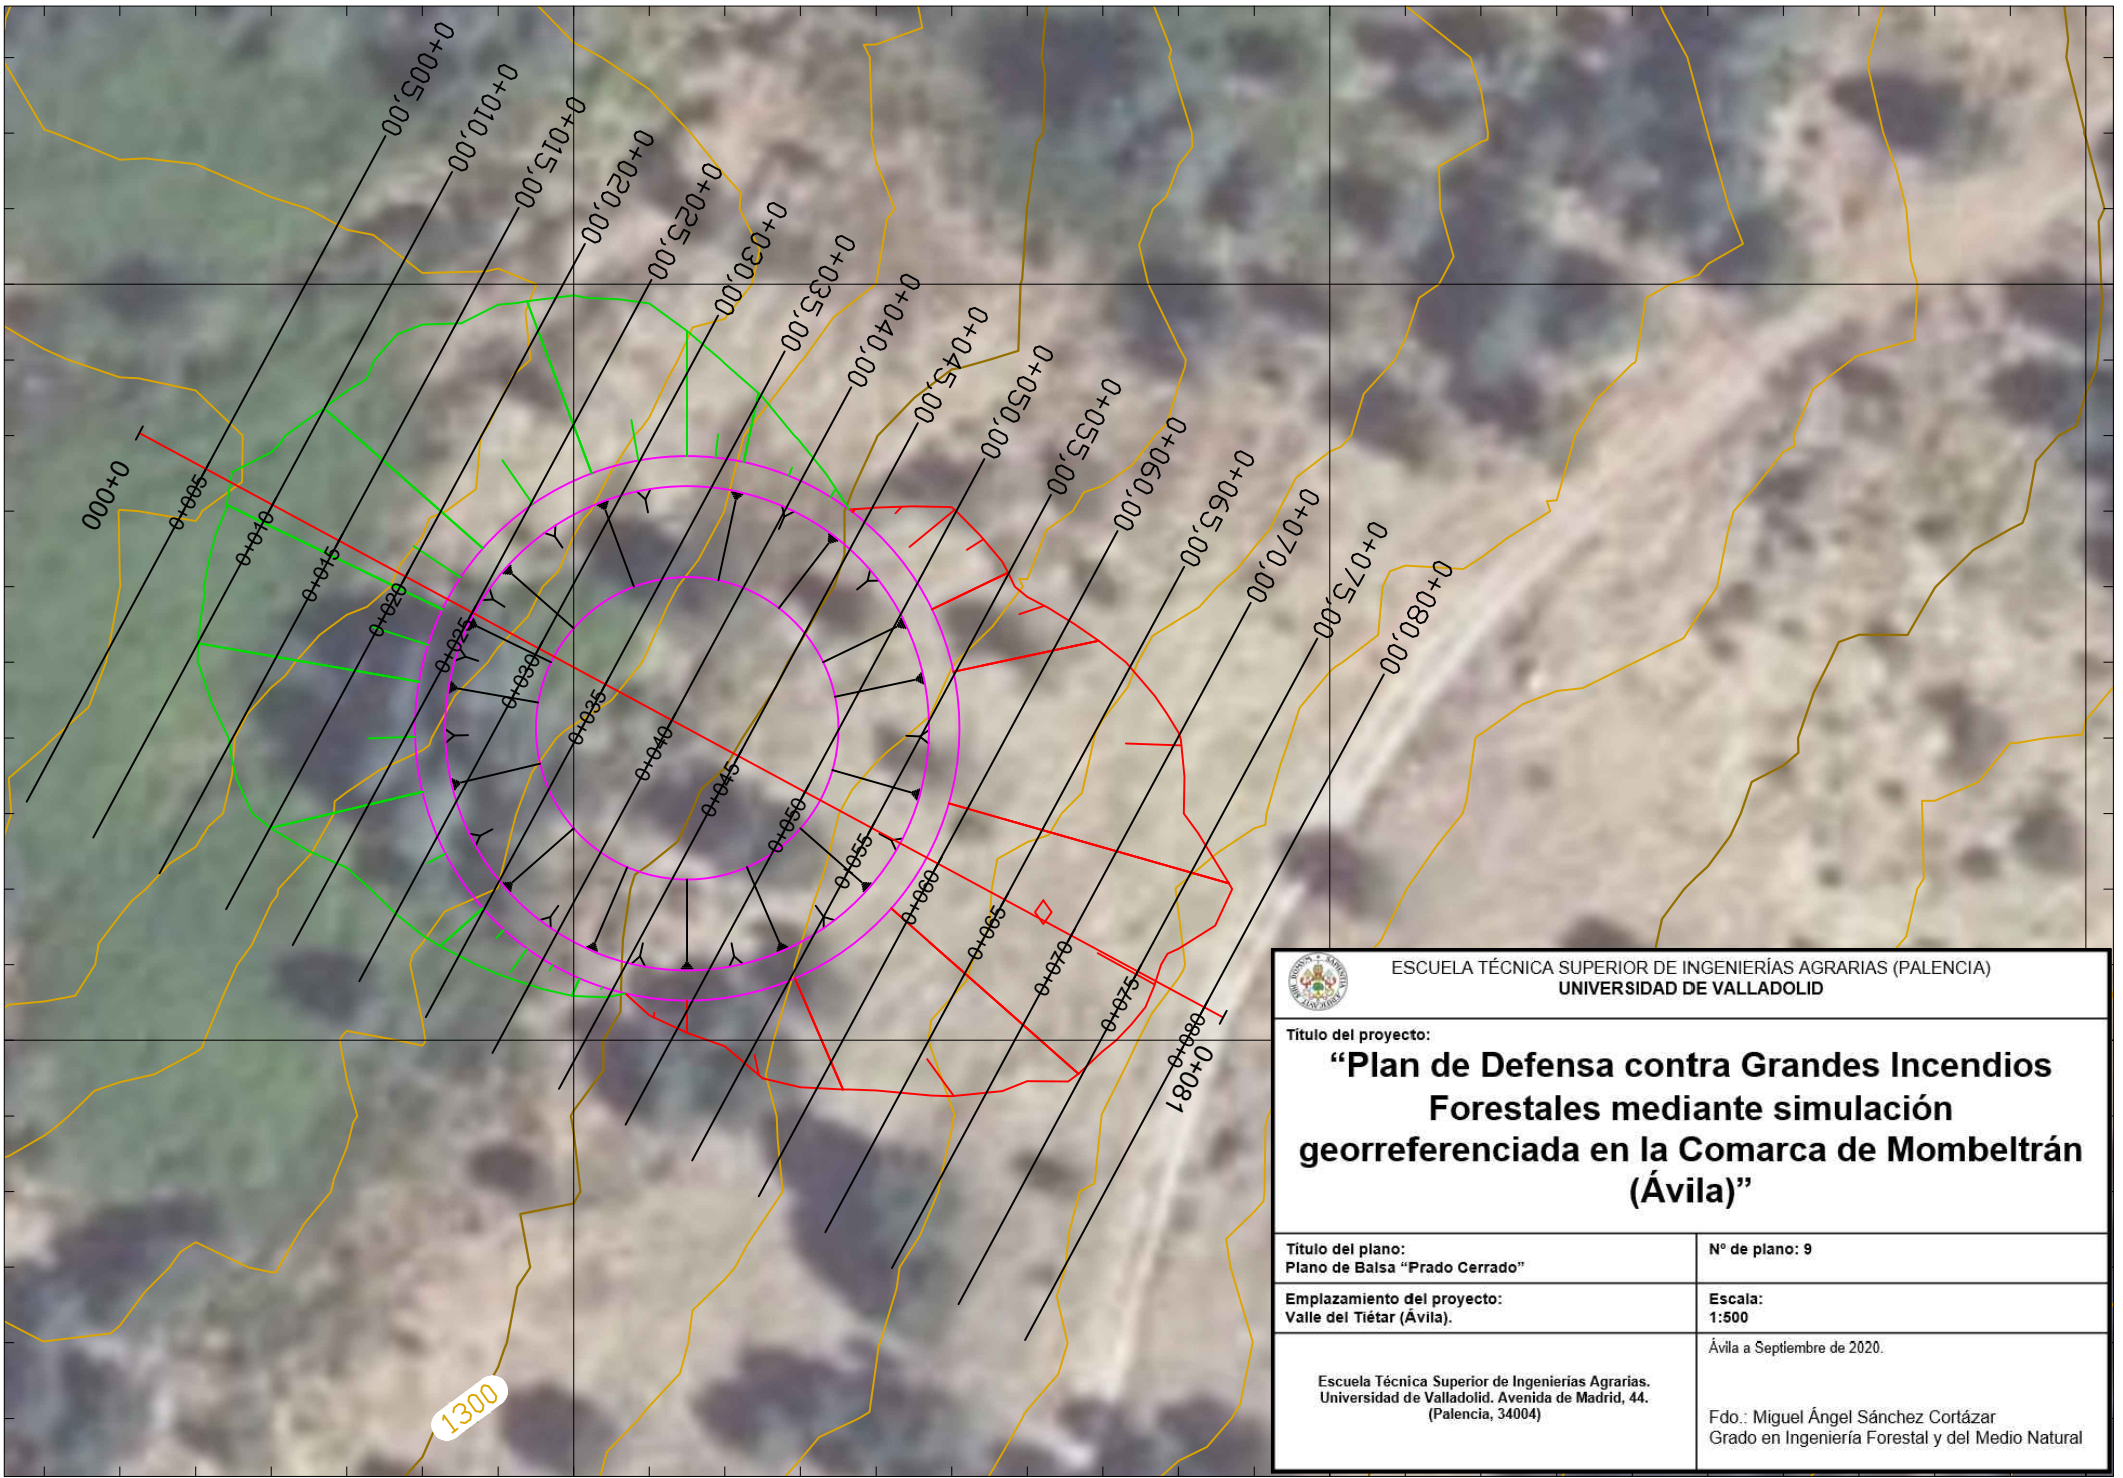 0+005,00
0+010,00
0+015,00
0+020,00
0+025,00
0+030,00
0+035,00
0+040,00
0+045,00
0+050,00
0+055,00
0+060,00
0+065,00
0+070,00
0+075,00
0+080,00
0+000
0+005
0+010
0+015
0+020
0+025
0+030
0+035
0+040
0+045
0+050
0+055
0+060
0+065
0+070
0+075
0+080
0+081
1300
ESCUELA TÉCNICA SUPERIOR DE INGENIERÍAS AGRARIAS (PALENCIA)
UNIVERSIDAD DE VALLADOLID
Título del proyecto:
“Plan de Defensa contra Grandes Incendios
Forestales mediante simulación
georreferenciada en la Comarca de Mombeltrán
(Ávila)”
Título del plano:
Plano de Balsa “Prado Cerrado”
Nº de plano: 9
Emplazamiento del proyecto:
Valle del Tiétar (Ávila).
Escala:
1:500
Escuela Técnica Superior de Ingenierías Agrarias.
Universidad de Valladolid. Avenida de Madrid, 44.
(Palencia, 34004)
Ávila a Septiembre de 2020.
Fdo.: Miguel Ángel Sánchez Cortázar
Grado en Ingeniería Forestal y del Medio Natural